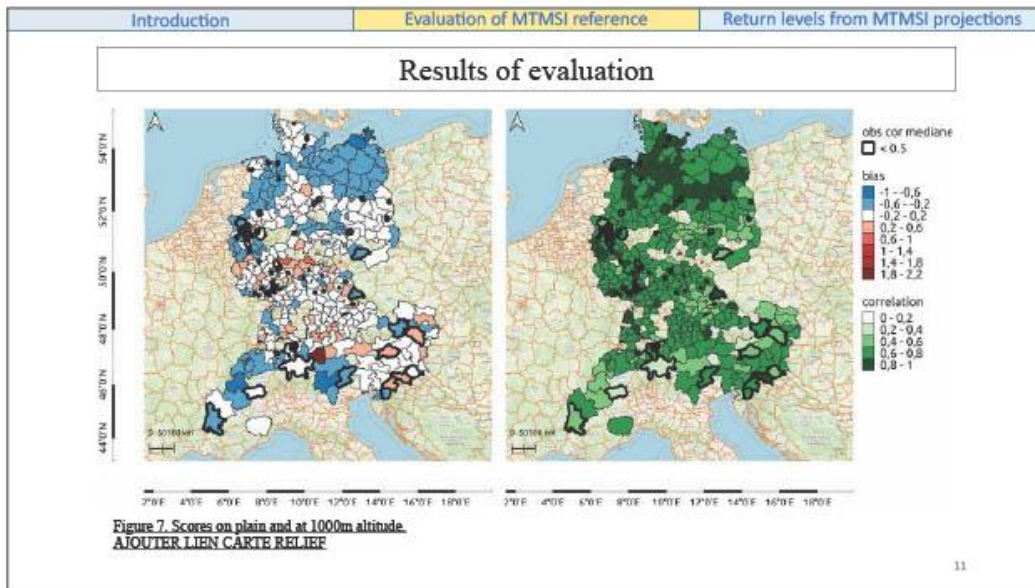 Introduction
Evaluation of MTMSI reference
Return levels from MTMSI projections
Results of evaluation
54°0'N
52°0'N
50°0'N
48°0'N
46°0'N
44°0'N
2°0'E 4°0'E 6°0'E 8°0'E 10°0'E 12°0'E 14°0'E 16°0'E 18°0'E
2°0'E 4°0'E 6°0'E 8°0'E 10°0'E 12°0'E 14°0'E 16°0'E 18°0'E
obs cor mediane
< 0.5
bias
-1 - -0,6
-0,6 - -0,2
-0,2 - 0,2
0,2 - 0,6
0,6 - 1
1 - 1,4
1,4 - 1,8
1,8 - 2,2
correlation
0 - 0,2
0,2 - 0,4
0,4 - 0,6
0,6 - 0,8
0,8 - 1
Figure 7. Scores on plain and at 1000m altitude.
AJOUTER LIEN CARTE RELIEF
11